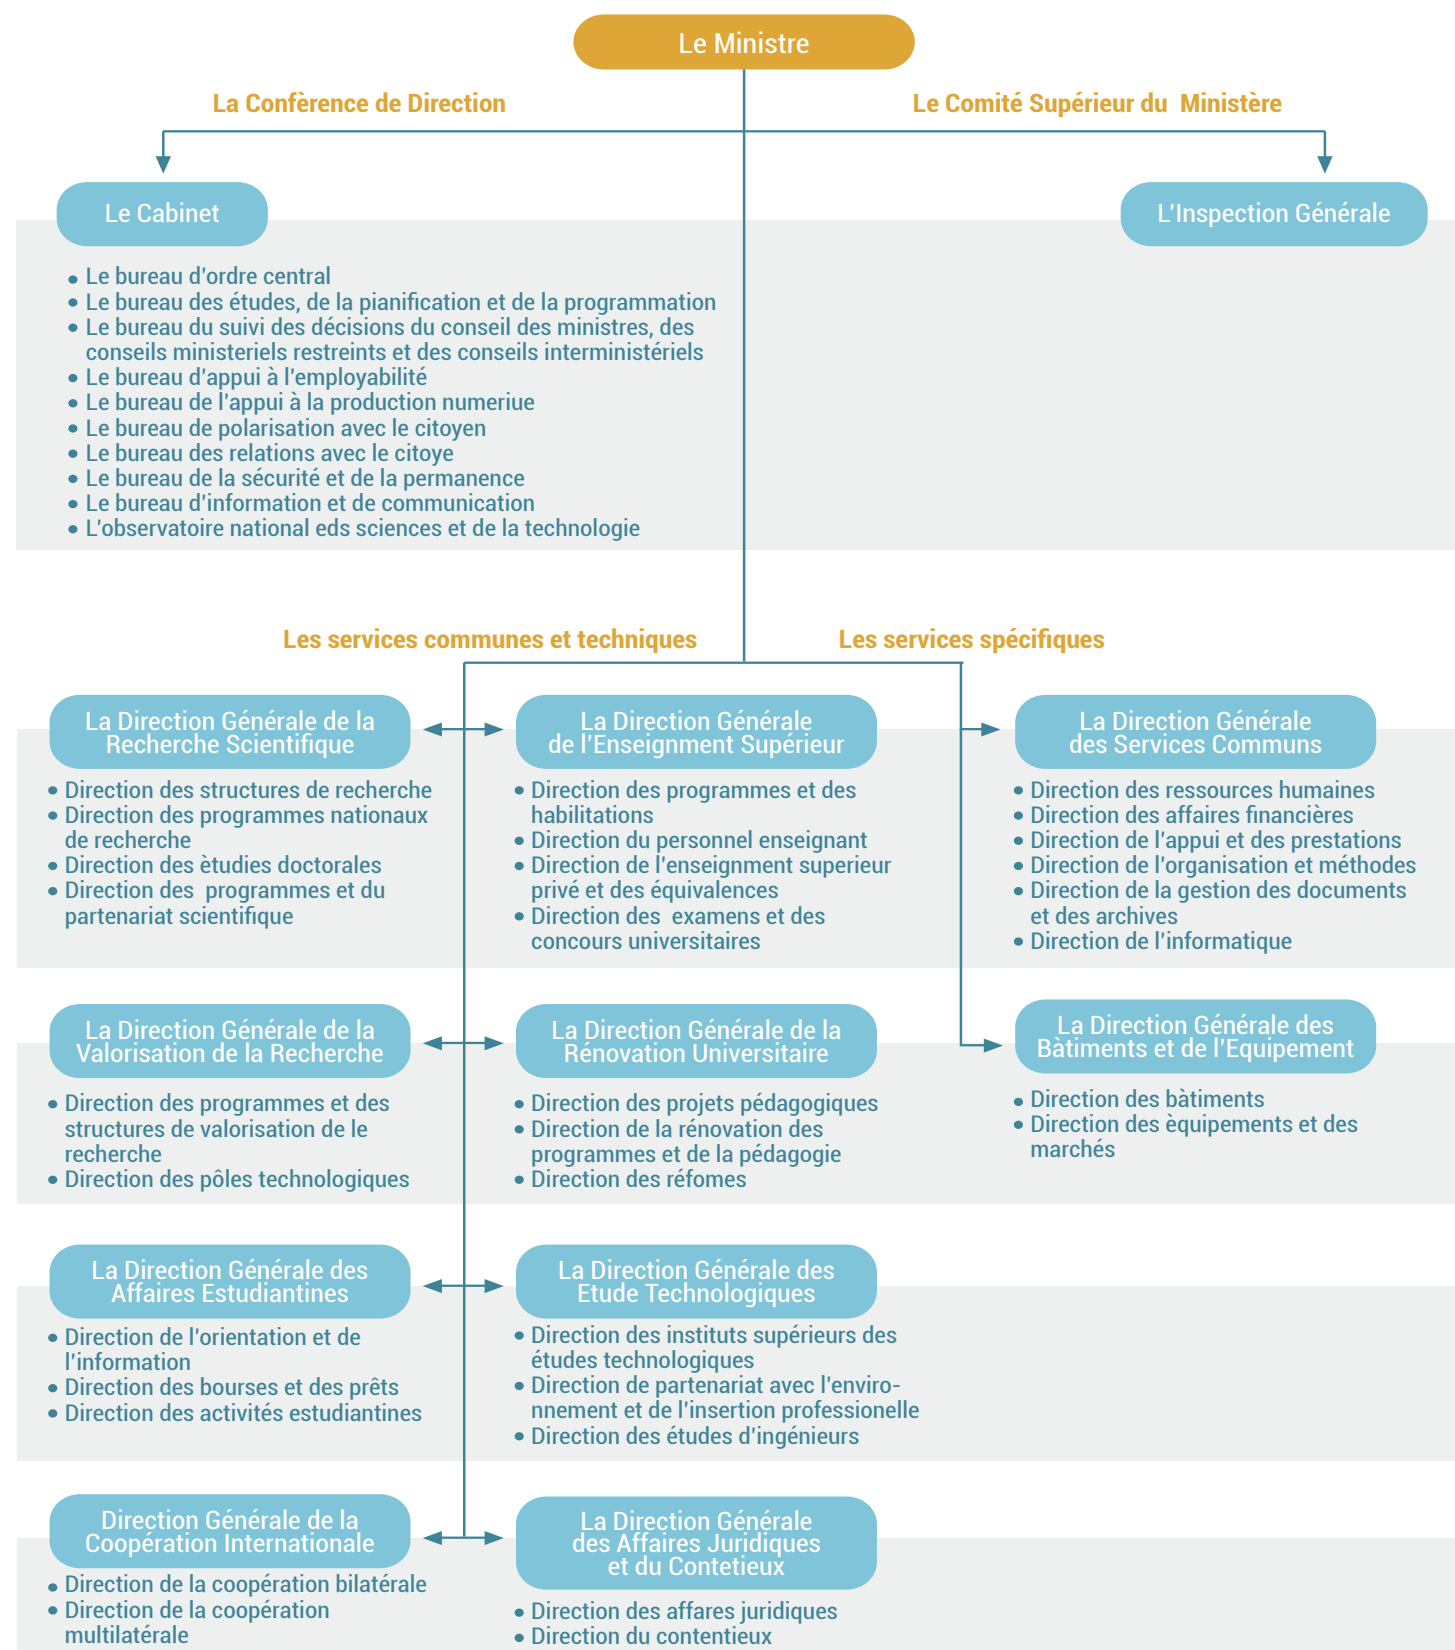 Le Ministre
La Confèrence de Direction
Le Comité Supérieur du Ministère
Le Cabinet
L'Inspection Générale
Le bureau d'ordre central
Le bureau des études, de la pianification et de la programmation
Le bureau du suivi des décisions du conseil des ministres, des
conseils ministeriels restreints et des conseils interministériels
Le bureau d'appui à l'employabilité
Le bureau de l'appui à la production numeriue
Le bureau de polarisation avec le citoyen
Le bureau des relations avec le citoye
Le bureau de la sécurité et de la permanence
Le bureau d'information et de communication
L'observatoire national eds sciences et de la technologie
Les services communes et techniques
Les services spécifiques
La Direction Générale de la
Recherche Scientifique
Direction des structures de recherche
Direction des programmes nationaux
de recherche
Direction des ètudies doctorales
Direction des programmes et du
partenariat scientifique
La Direction Générale
de l'Enseignment Supérieur
Direction des programmes et des
habilitations
Direction du personnel enseignant
Direction de l'enseignment superieur
privé et des équivalences
Direction des examens et des
concours universitaires
La Direction Générale
des Services Communs
Direction des ressources humaines
Direction des affaires financières
Direction de l'appui et des prestations
Direction de l'organisation et méthodes
Direction de la gestion des documents
et des archives
Direction de l'informatique
La Direction Générale de la
Valorisation de la Recherche
Direction des programmes et des
structures de valorisation de le
recherche
Direction des pôles technologiques
La Direction Générale de la
Rénovation Universitaire
Direction des projets pédagogiques
Direction de la rénovation des
programmes et de la pédagogie
Direction des réfomes
La Direction Générale des
Bàtiments et de l'Equipement
Direction des bàtiments
Direction des èquipements et des
marchés
La Direction Générale des
Affaires Estudiantines
Direction de l'orientation et de
l'information
Direction des bourses et des prêts
Direction des activités estudiantines
La Direction Générale des
Etude Technologiques
Direction des instituts supérieurs des
études technologiques
Direction de partenariat avec l'enviro-
nnement et de l'insertion professionelle
Direction des études d'ingénieurs
Direction Générale de la
Coopération Internationale
Direction de la coopération bilatérale
Direction de la coopération
multilatérale
La Direction Générale
des Affaires Juridiques
et du Contetieux
Direction des affares juridiques
Direction du contentieux